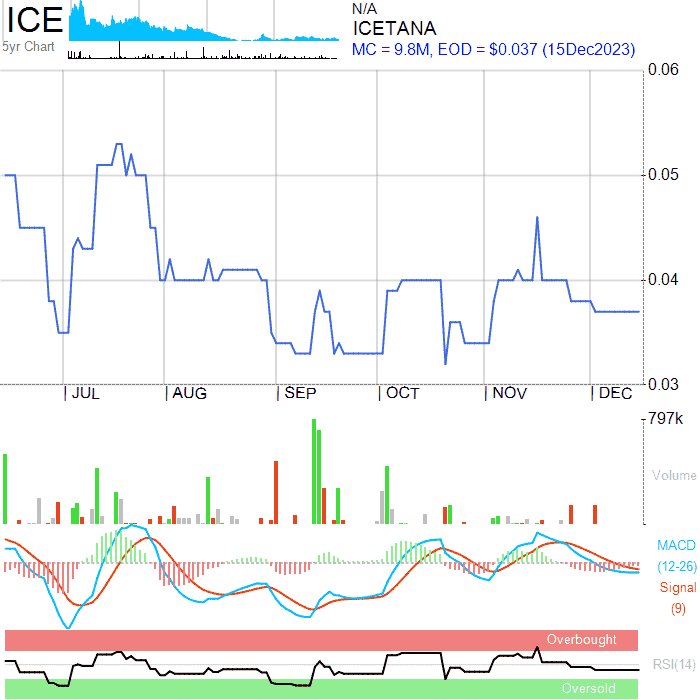 ICE
5yr Chart
N/A
ICETANA
MC = 9.8M, EOD = $0.037 (15Dec2023)
0.06
0.05
0.04
0.03
JUL AUG SEP OCT NOV DEC
797k
Volume
MACD
(12-26)
Signal
(9)
Overbought
RSI(14)
Oversold